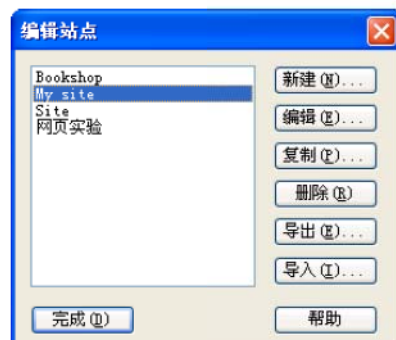 编辑站点
Bookshop
My site
Site
网页实验
新建(N)...
编辑(E)...
复制(P)...
删除(R)
导出(E)...
导入(I)...
完成(D)
帮助